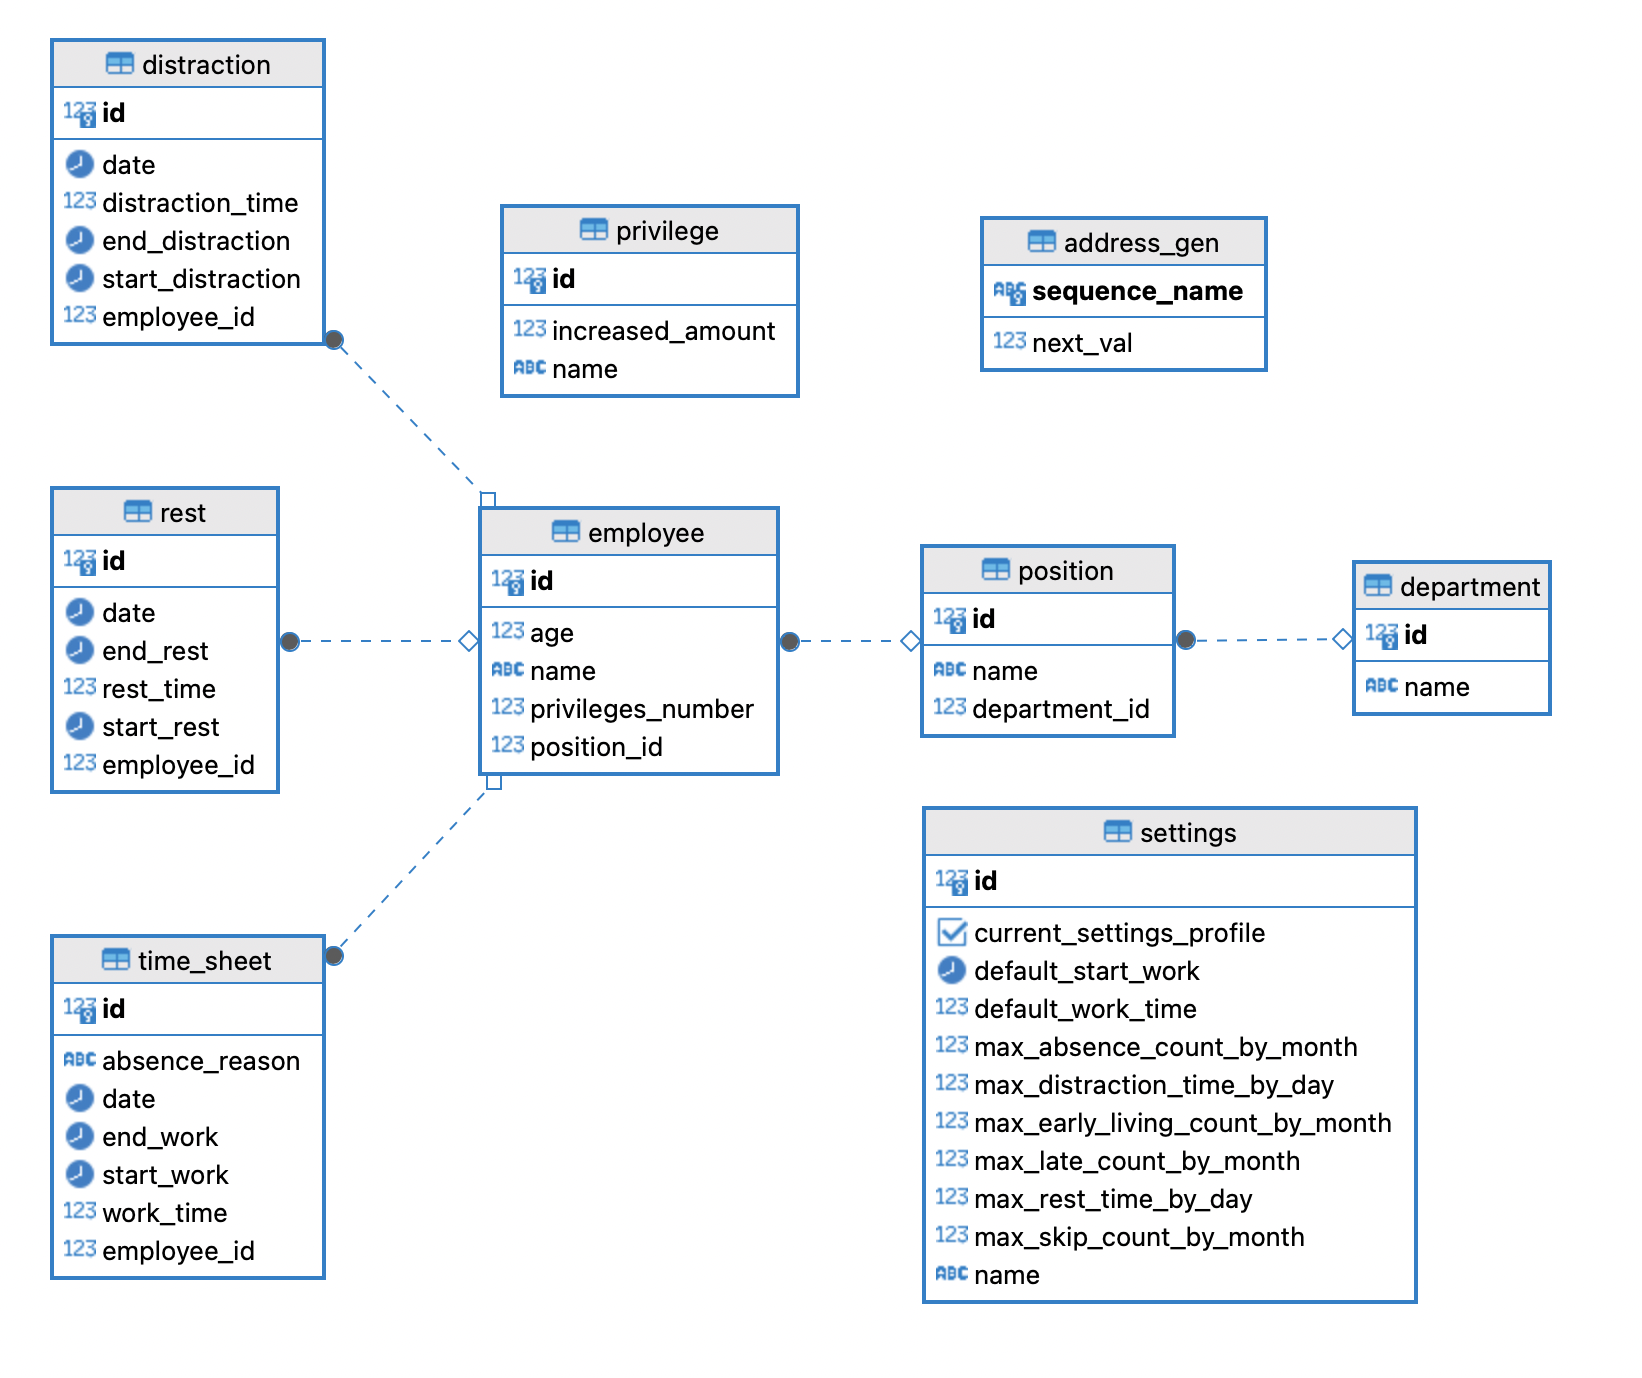 distraction
123 id
date
123 distraction_time
end_distraction
start_distraction
123 employee_id
privilege
123 id
123 increased_amount
ABC name
address_gen
ABC sequence_name
123 next_val
rest
123 id
date
end_rest
123 rest_time
start_rest
123 employee_id
employee
123 id
123 age
ABC name
123 privileges_number
123 position_id
position
123 id
ABC name
123 department_id
department
123 id
ABC name
time_sheet
123 id
ABC absence_reason
date
end_work
start_work
123 work_time
123 employee_id
settings
123 id
current_settings_profile
default_start_work
123 default_work_time
123 max_absence_count_by_month
123 max_distraction_time_by_day
123 max_early_living_count_by_month
123 max_late_count_by_month
123 max_rest_time_by_day
123 max_skip_count_by_month
ABC name